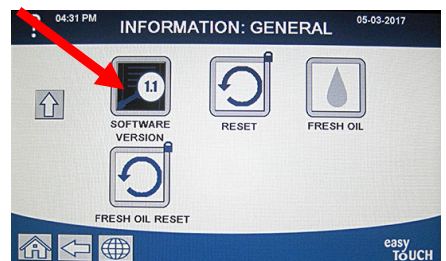 ?
04:31 PM
INFORMATION: GENERAL
05-03-2017
1.1
SOFTWARE
VERSION
RESET
FRESH OIL
FRESH OIL RESET
easy
TOUCH